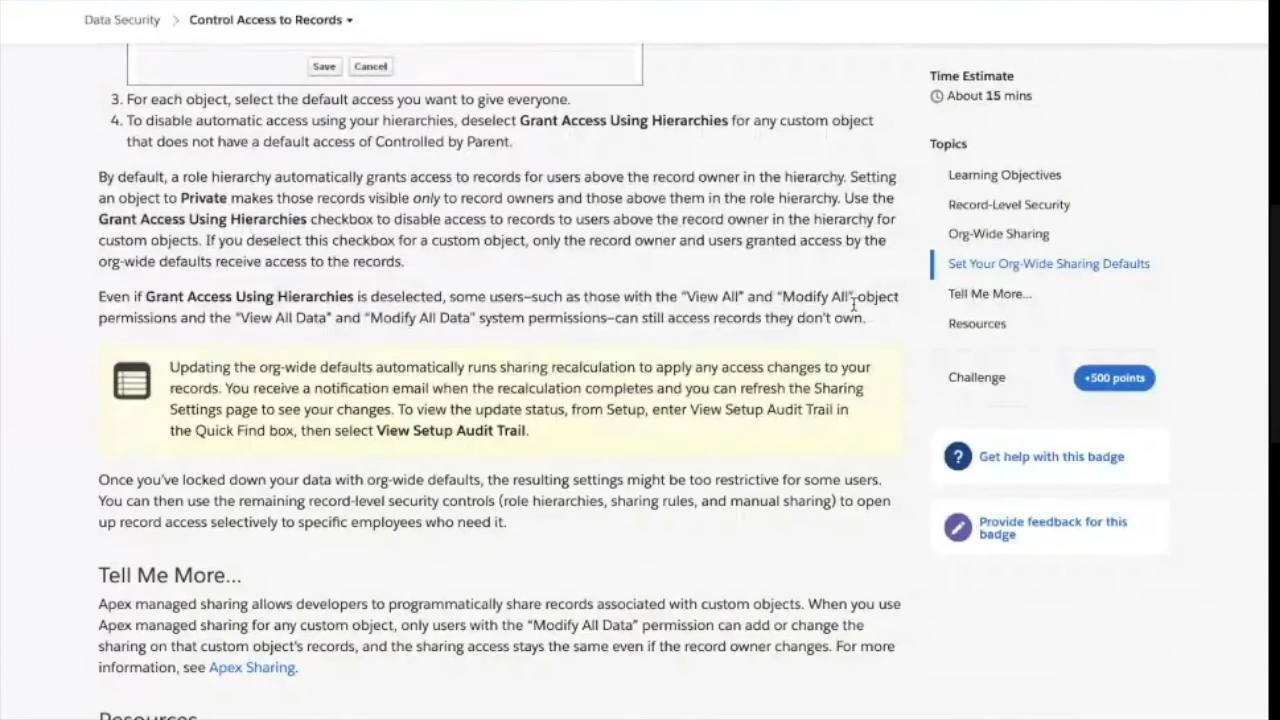 Data Security > Control Access to Records
Save Cancel
3. For each object, select the default access you want to give everyone.
4. To disable automatic access using your hierarchies, deselect Grant Access Using Hierarchies for any custom object
that does not have a default access of Controlled by Parent.
By default, a role hierarchy automatically grants access to records for users above the record owner in the hierarchy. Setting
an object to Private makes those records visible only to record owners and those above them in the role hierarchy. Use the
Grant Access Using Hierarchies checkbox to disable access to records to users above the record owner in the hierarchy for
custom objects. If you deselect this checkbox for a custom object, only the record owner and users granted access by the
org-wide defaults receive access to the records.
Even if Grant Access Using Hierarchies is deselected, some users–such as those with the “View All” and “Modify All” object
permissions and the “View All Data” and “Modify All Data” system permissions–can still access records they don’t own.
Updating the org-wide defaults automatically runs sharing recalculation to apply any access changes to your
records. You receive a notification email when the recalculation completes and you can refresh the Sharing
Settings page to see your changes. To view the update status, from Setup, enter View Setup Audit Trail in
the Quick Find box, then select View Setup Audit Trail.
Once you’ve locked down your data with org-wide defaults, the resulting settings might be too restrictive for some users.
You can then use the remaining record-level security controls (role hierarchies, sharing rules, and manual sharing) to open
up record access selectively to specific employees who need it.
Tell Me More...
Apex managed sharing allows developers to programmatically share records associated with custom objects. When you use
Apex managed sharing for any custom object, only users with the “Modify All Data” permission can add or change the
sharing on that custom object’s records, and the sharing access stays the same even if the record owner changes. For more
information, see Apex Sharing.
Resources
Time Estimate
About 15 mins
Topics
Learning Objectives
Record-Level Security
Org-Wide Sharing
Set Your Org-Wide Sharing Defaults
Tell Me More...
Resources
Challenge +500 points
? Get help with this badge
Provide feedback for this
badge